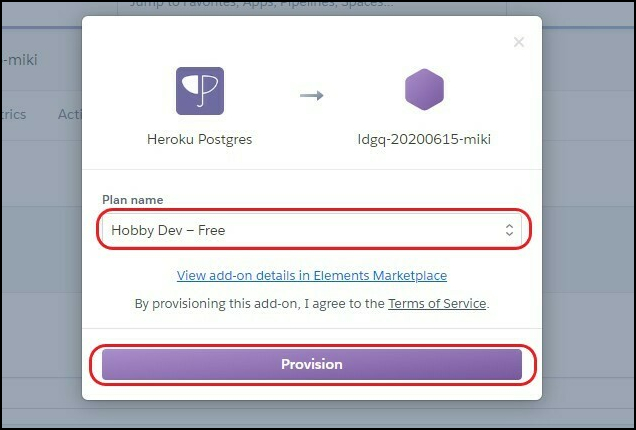 Jump to Favorites, Apps, Pipelines, Spaces...
-miki
trics Acti
Heroku Postgres
ldgq-20200615-miki
Plan name
Hobby Dev – Free
View add-on details in Elements Marketplace
By provisioning this add-on, I agree to the Terms of Service.
Provision